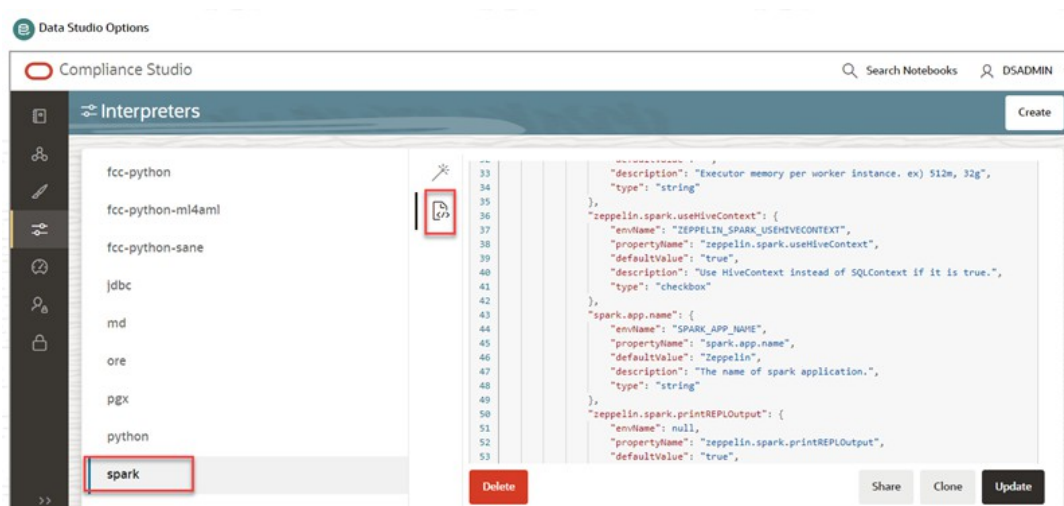 Data Studio Options
Compliance Studio
Search Notebooks
DSADMIN
Interpreters
Create
fcc-python
fcc-python-ml4aml
fcc-python-sane
jdbc
md
ore
pgx
python
spark
33 "description": "Executor memory per worker instance. ex) 512m, 32g",
34 "type": "string"
35 },
36 "zeppelin.spark.useHiveContext": {
37 "envName": "ZEPPELIN_SPARK_USEHIVECONTEXT",
38 "propertyName": "zeppelin.spark.useHiveContext",
39 "defaultValue": "true",
40 "description": "Use HiveContext instead of SQLContext if it is true.",
41 "type": "checkbox"
42 },
43 "spark.app.name": {
44 "envName": "SPARK_APP_NAME",
45 "propertyName": "spark.app.name",
46 "defaultValue": "Zeppelin",
47 "description": "The name of spark application.",
48 "type": "string"
49 },
50 "zeppelin.spark.printREPLOutput": {
51 "envName": null,
52 "propertyName": "zeppelin.spark.printREPLOutput",
53 "defaultValue": "true",
Delete
Share
Clone
Update